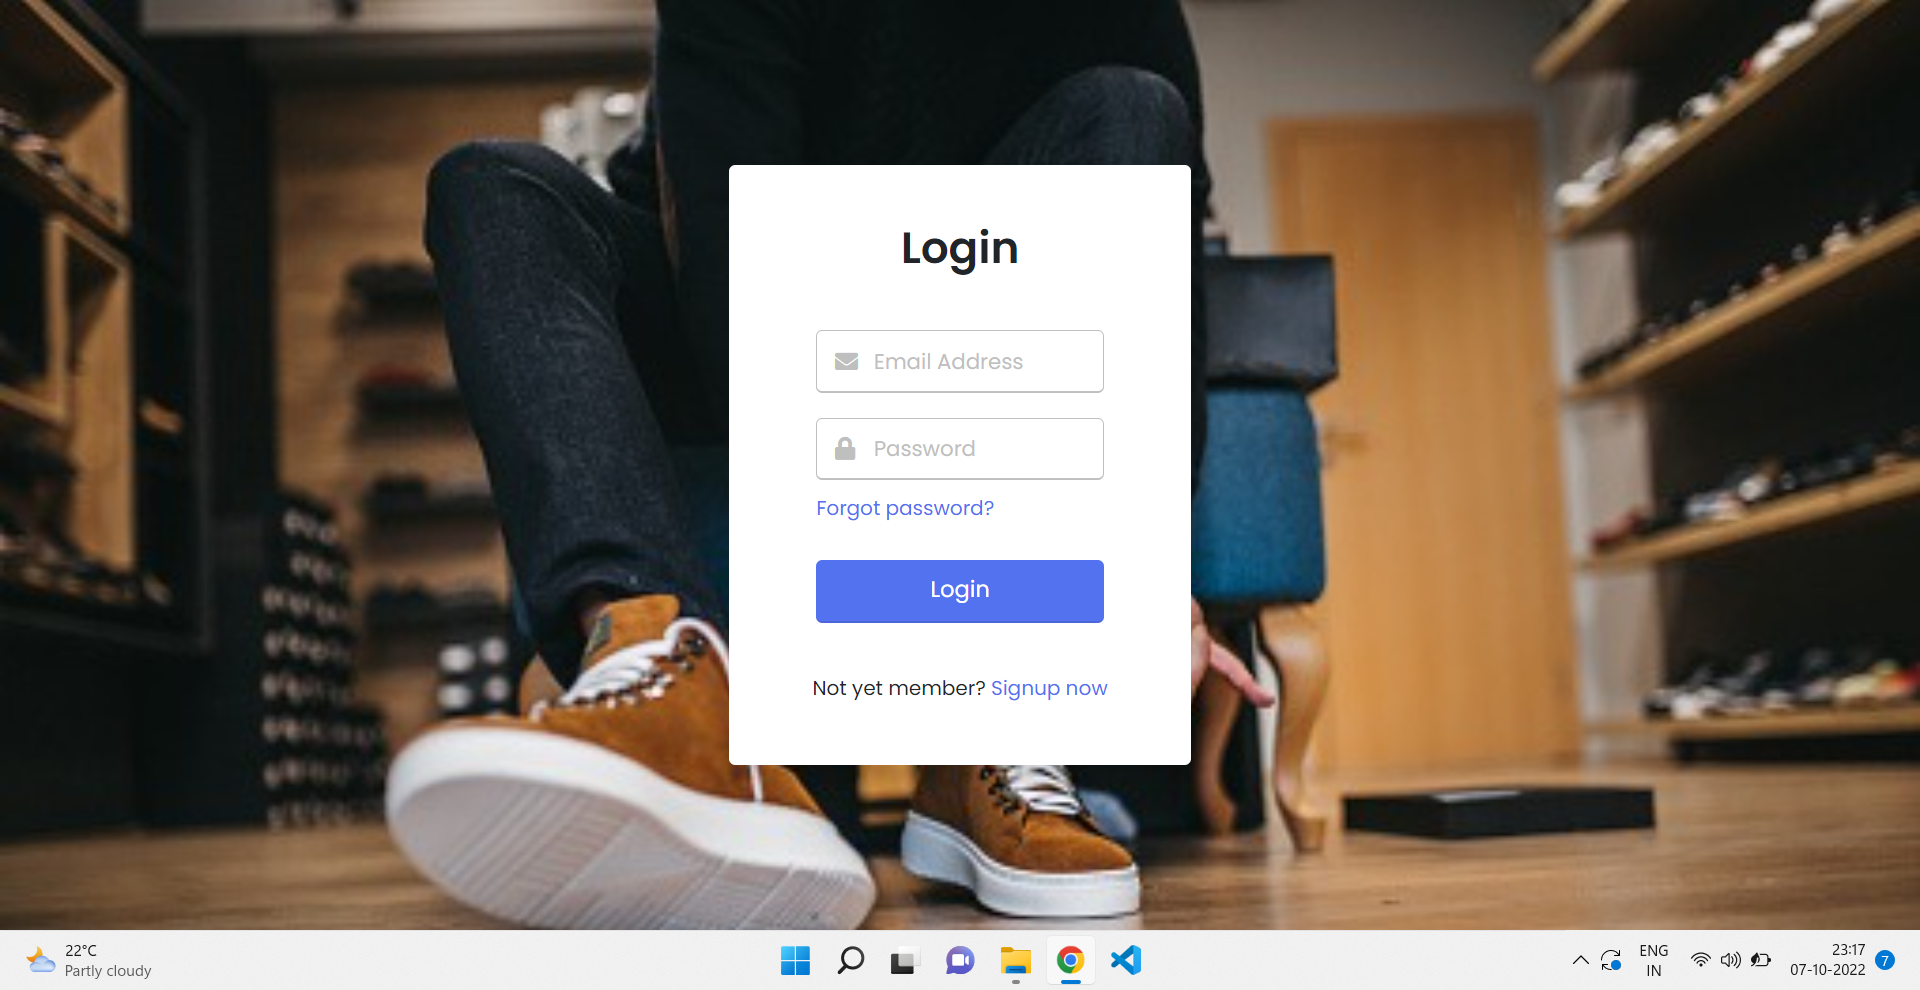 Login
Email Address
Password
Forgot password?
Login
Not yet member? Signup now
22°C
Partly cloudy
ENG
IN
23:17
07-10-2022
7